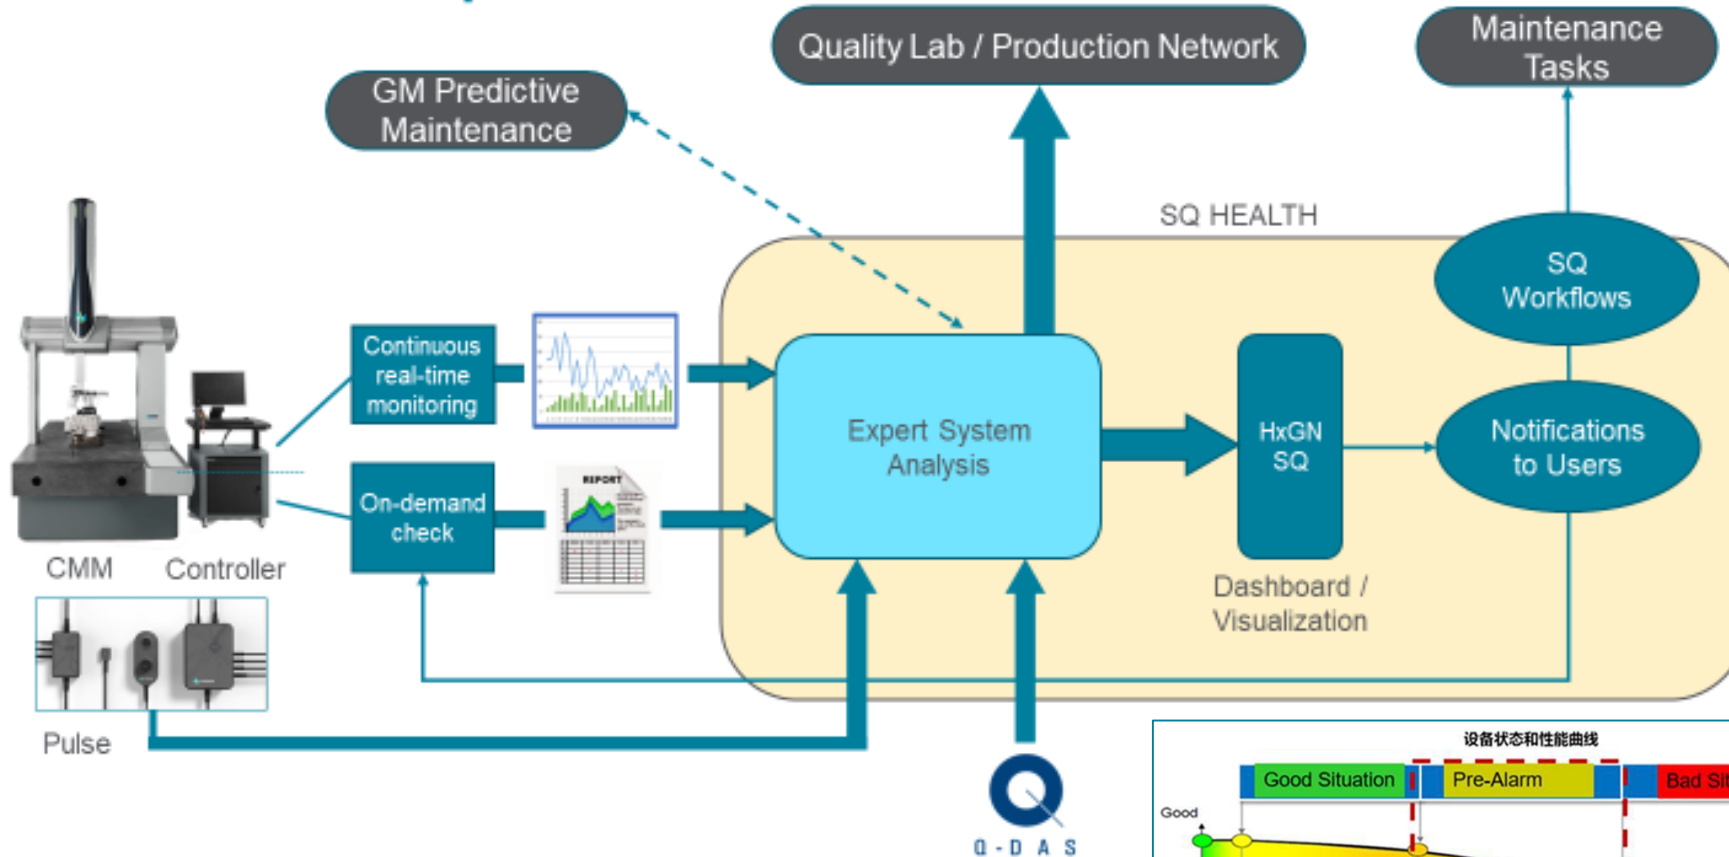 Quality Lab / Production Network
Maintenance
Tasks
GM Predictive
Maintenance
SQ HEALTH
SQ
Workflows
Continuous
real-time
monitoring
Expert System
Analysis
HxGN
SQ
Notifications
to Users
On-demand
check
REPORT
CMM
Controller
Dashboard /
Visualization
Pulse
Q-DAS
设备状态和性能曲线
Good Situation
Pre-Alarm
Bad Sit
Good